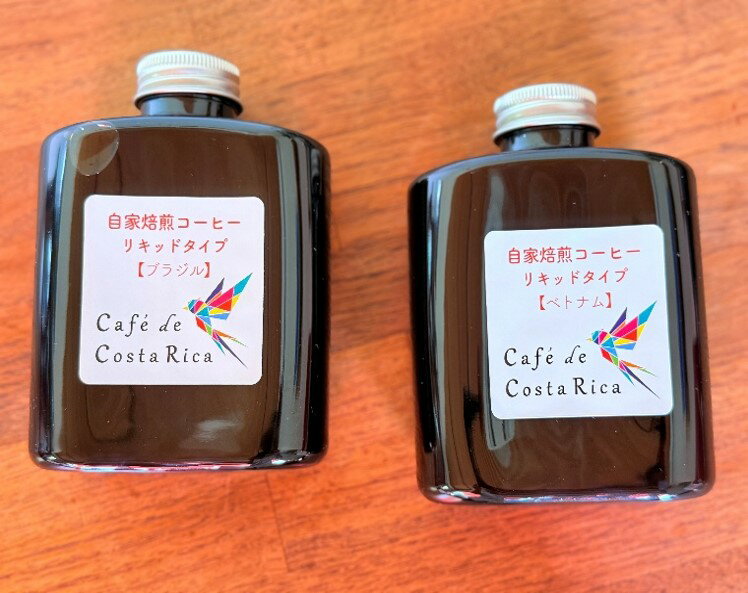 自家焙煎コーヒー
リキッドタイプ
【ブラジル】
Café de
Costa Rica
自家焙煎コーヒー
リキッドタイプ
【ベトナム】
Café de
Costa Rica